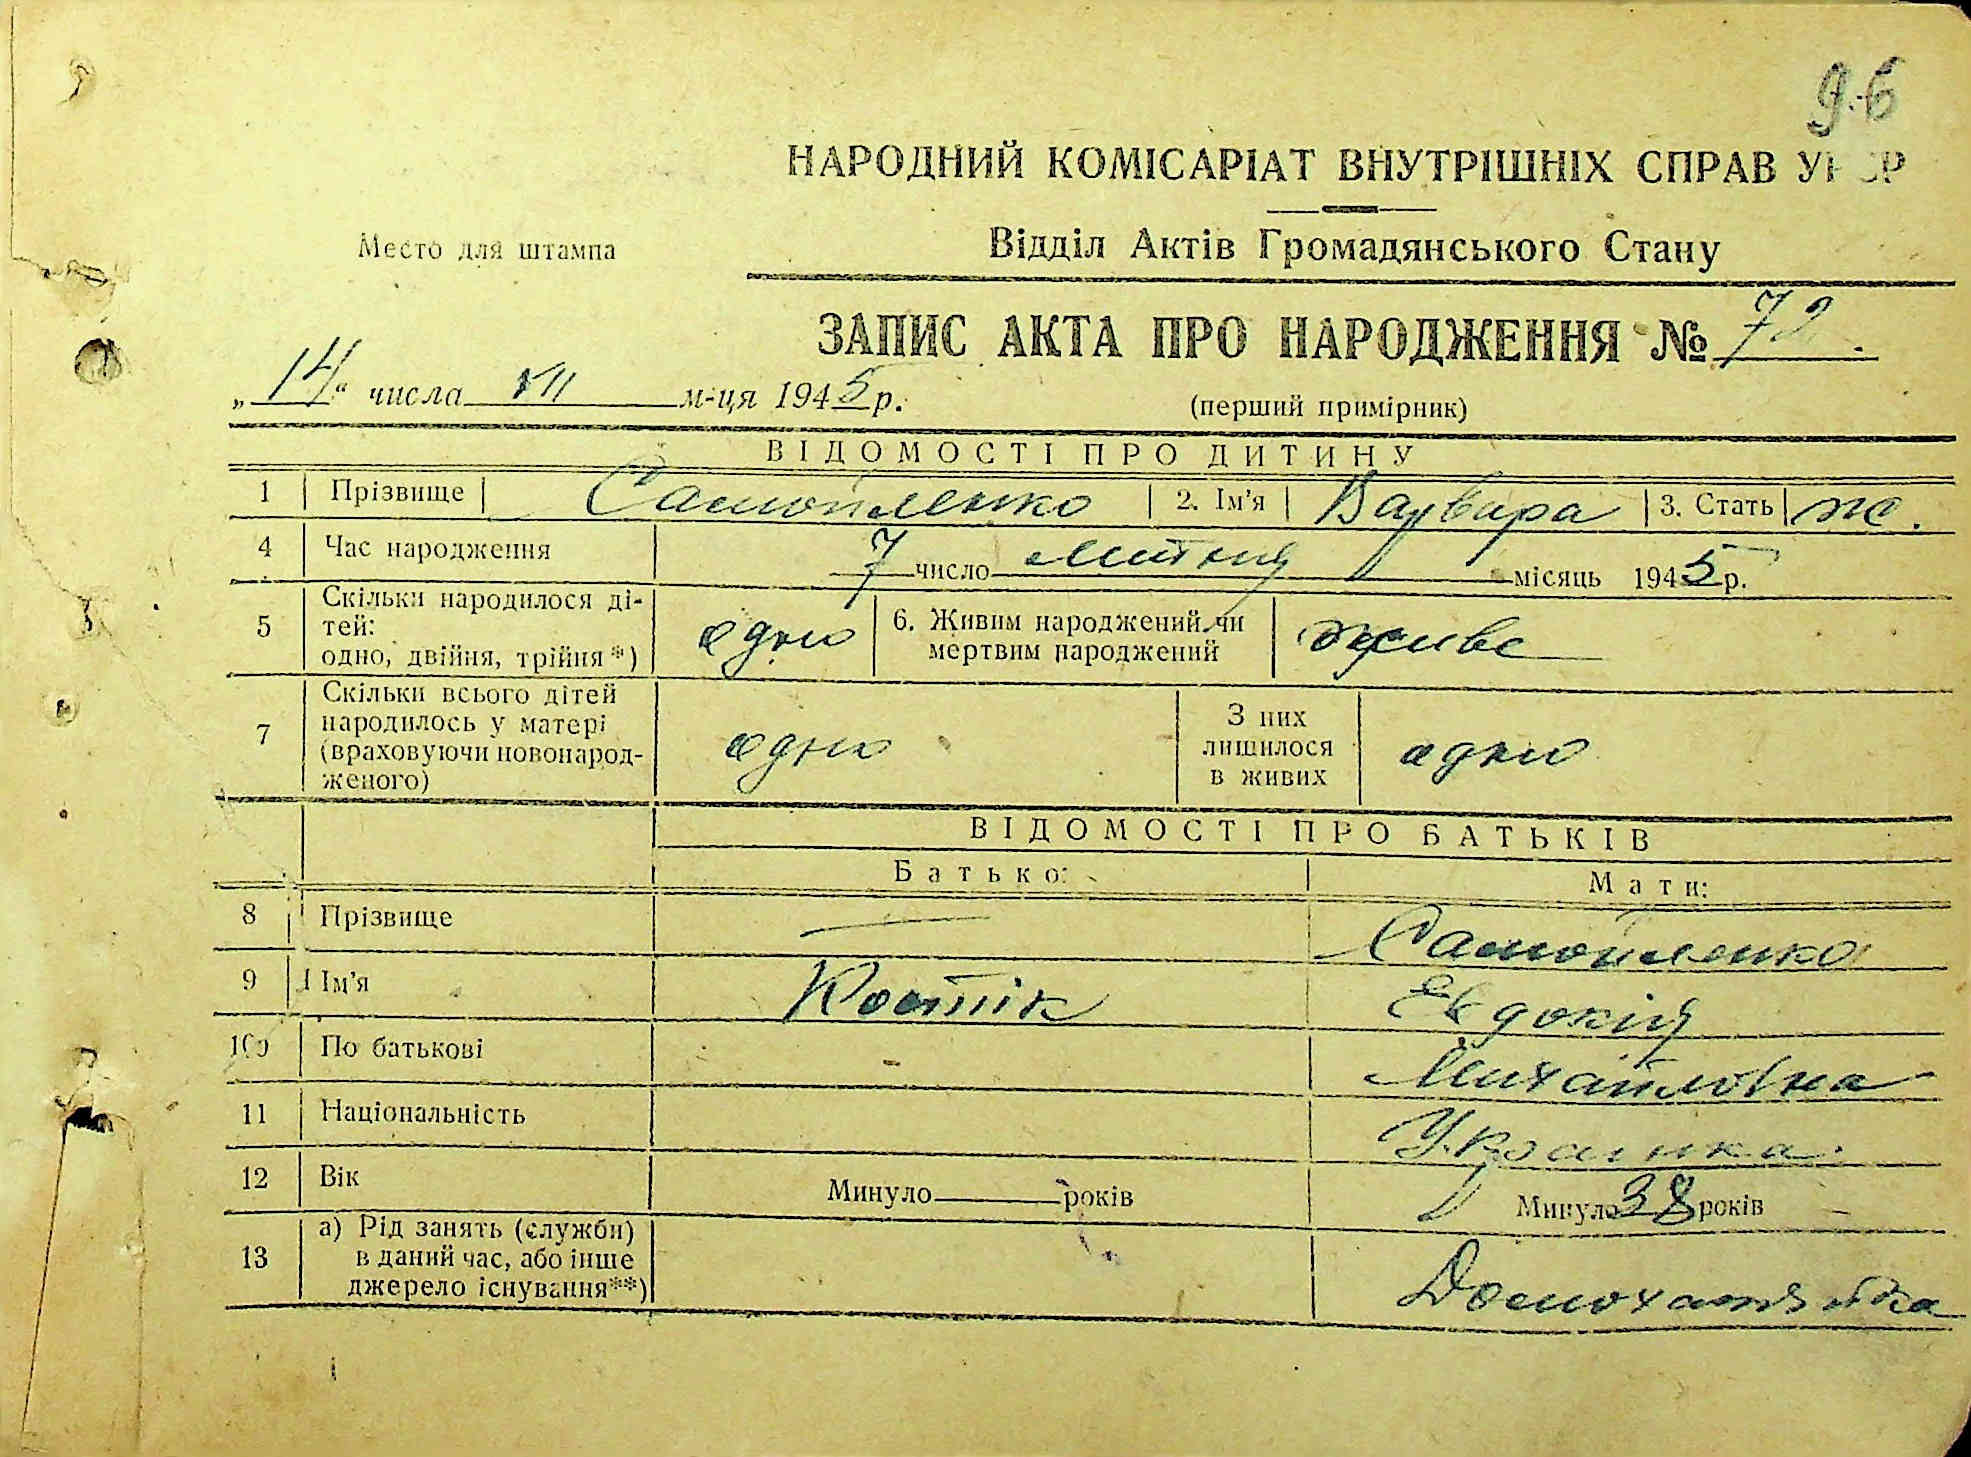 96
НАРОДНИЙ КОМІСАРІАТ ВНУТРІШНІХ СПРАВ УРСР
Место для штампа
Відділ Актів Громадянського Стану
ЗАПИС АКТА ПРО НАРОДЖЕННЯ № 72.
„14“ числа VII м-ця 1945 р.
(перший примірник)
ВІДОМОСТІ ПРО ДИТИНУ
1 Прізвище Самойленко 2. Ім'я Варвара 3. Стать ж.
4 Час народження 7 число липня місяць 1945 р.
5 Скільки народилося дітей: одно, двійня, трійня*) одно 6. Живим народжений чи мертвим народжений живе
7 Скільки всього дітей народилось у матері (враховуючи новонародженого) одно З них лишилося в живих одно
ВІДОМОСТІ ПРО БАТЬКІВ
Батько: Мати:
8 Прізвище — Самойленко
9 Ім'я Костік Евдокія
10 По батькові Михайловна
11 Національність Украинка.
12 Вік Минуло років Минуло 38 років
13 а) Рід занять (служби) в даний час, або інше джерело існування**) Домохазяйка